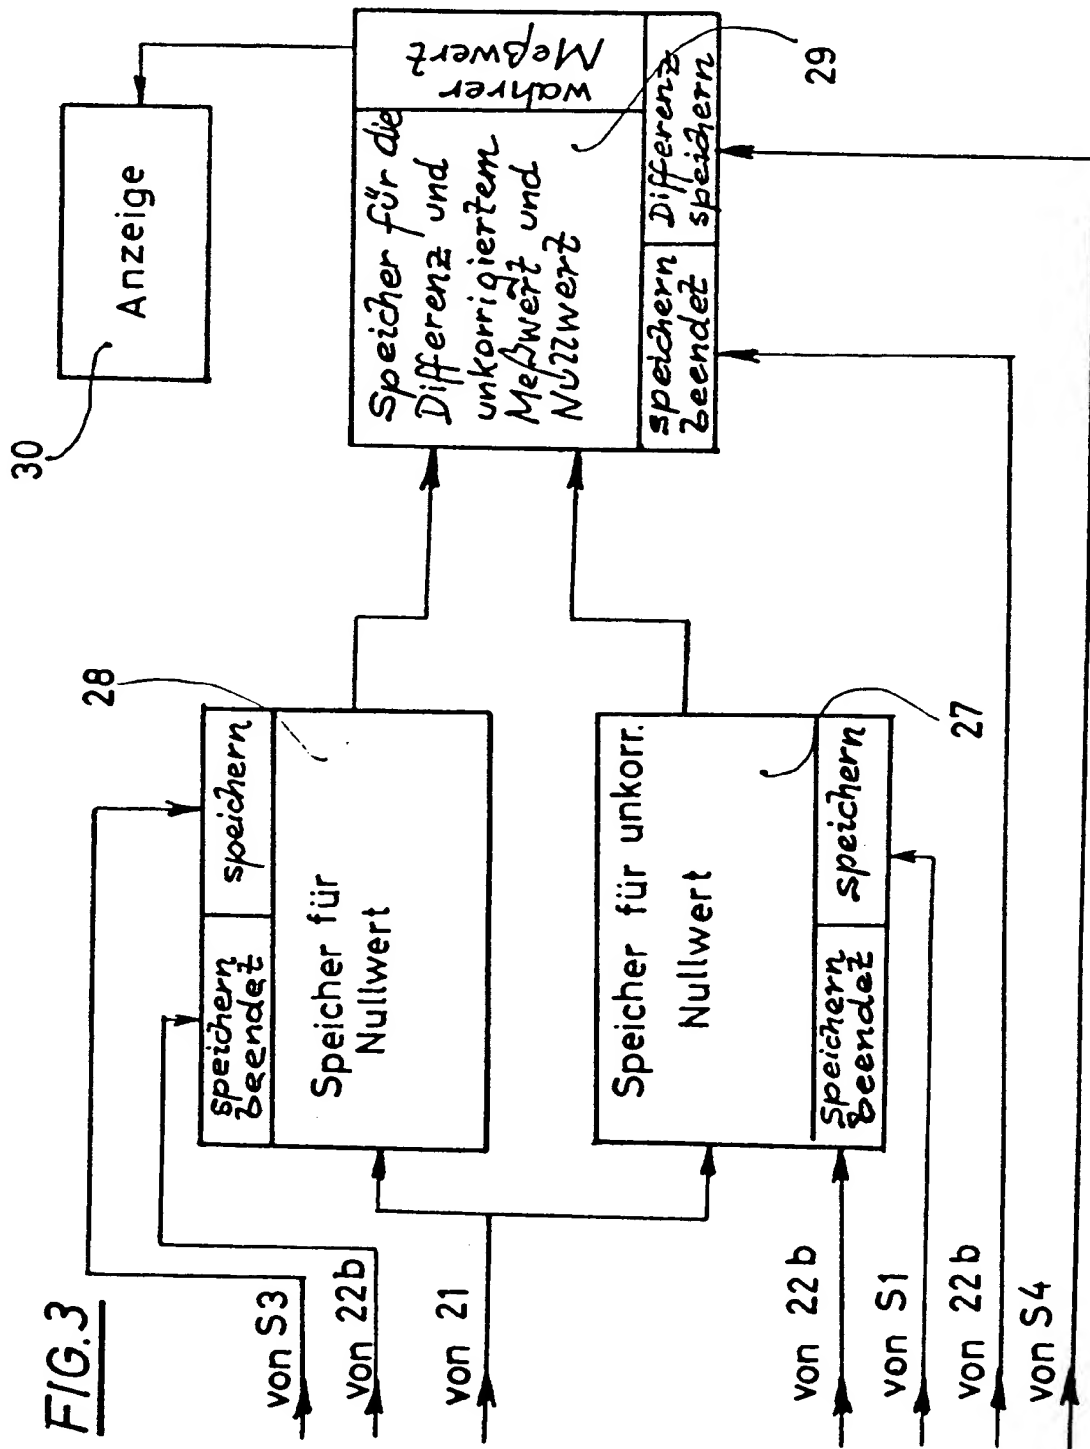 FIG.3
von S3
von 22b
von 21
von 22b
von S1
von 22b
von S4
speichern
beendet
speichern
Speicher für
Nullwert
28
Speicher für unkorr.
Nullwert
speichern
beendet
speichern
27
30
Anzeige
Speicher für die
Differenz und
unkorrigiertem
Meßwert und
Nullwert
wahrer
Meßwert
speichern
beendet
Differenz
speichern
29